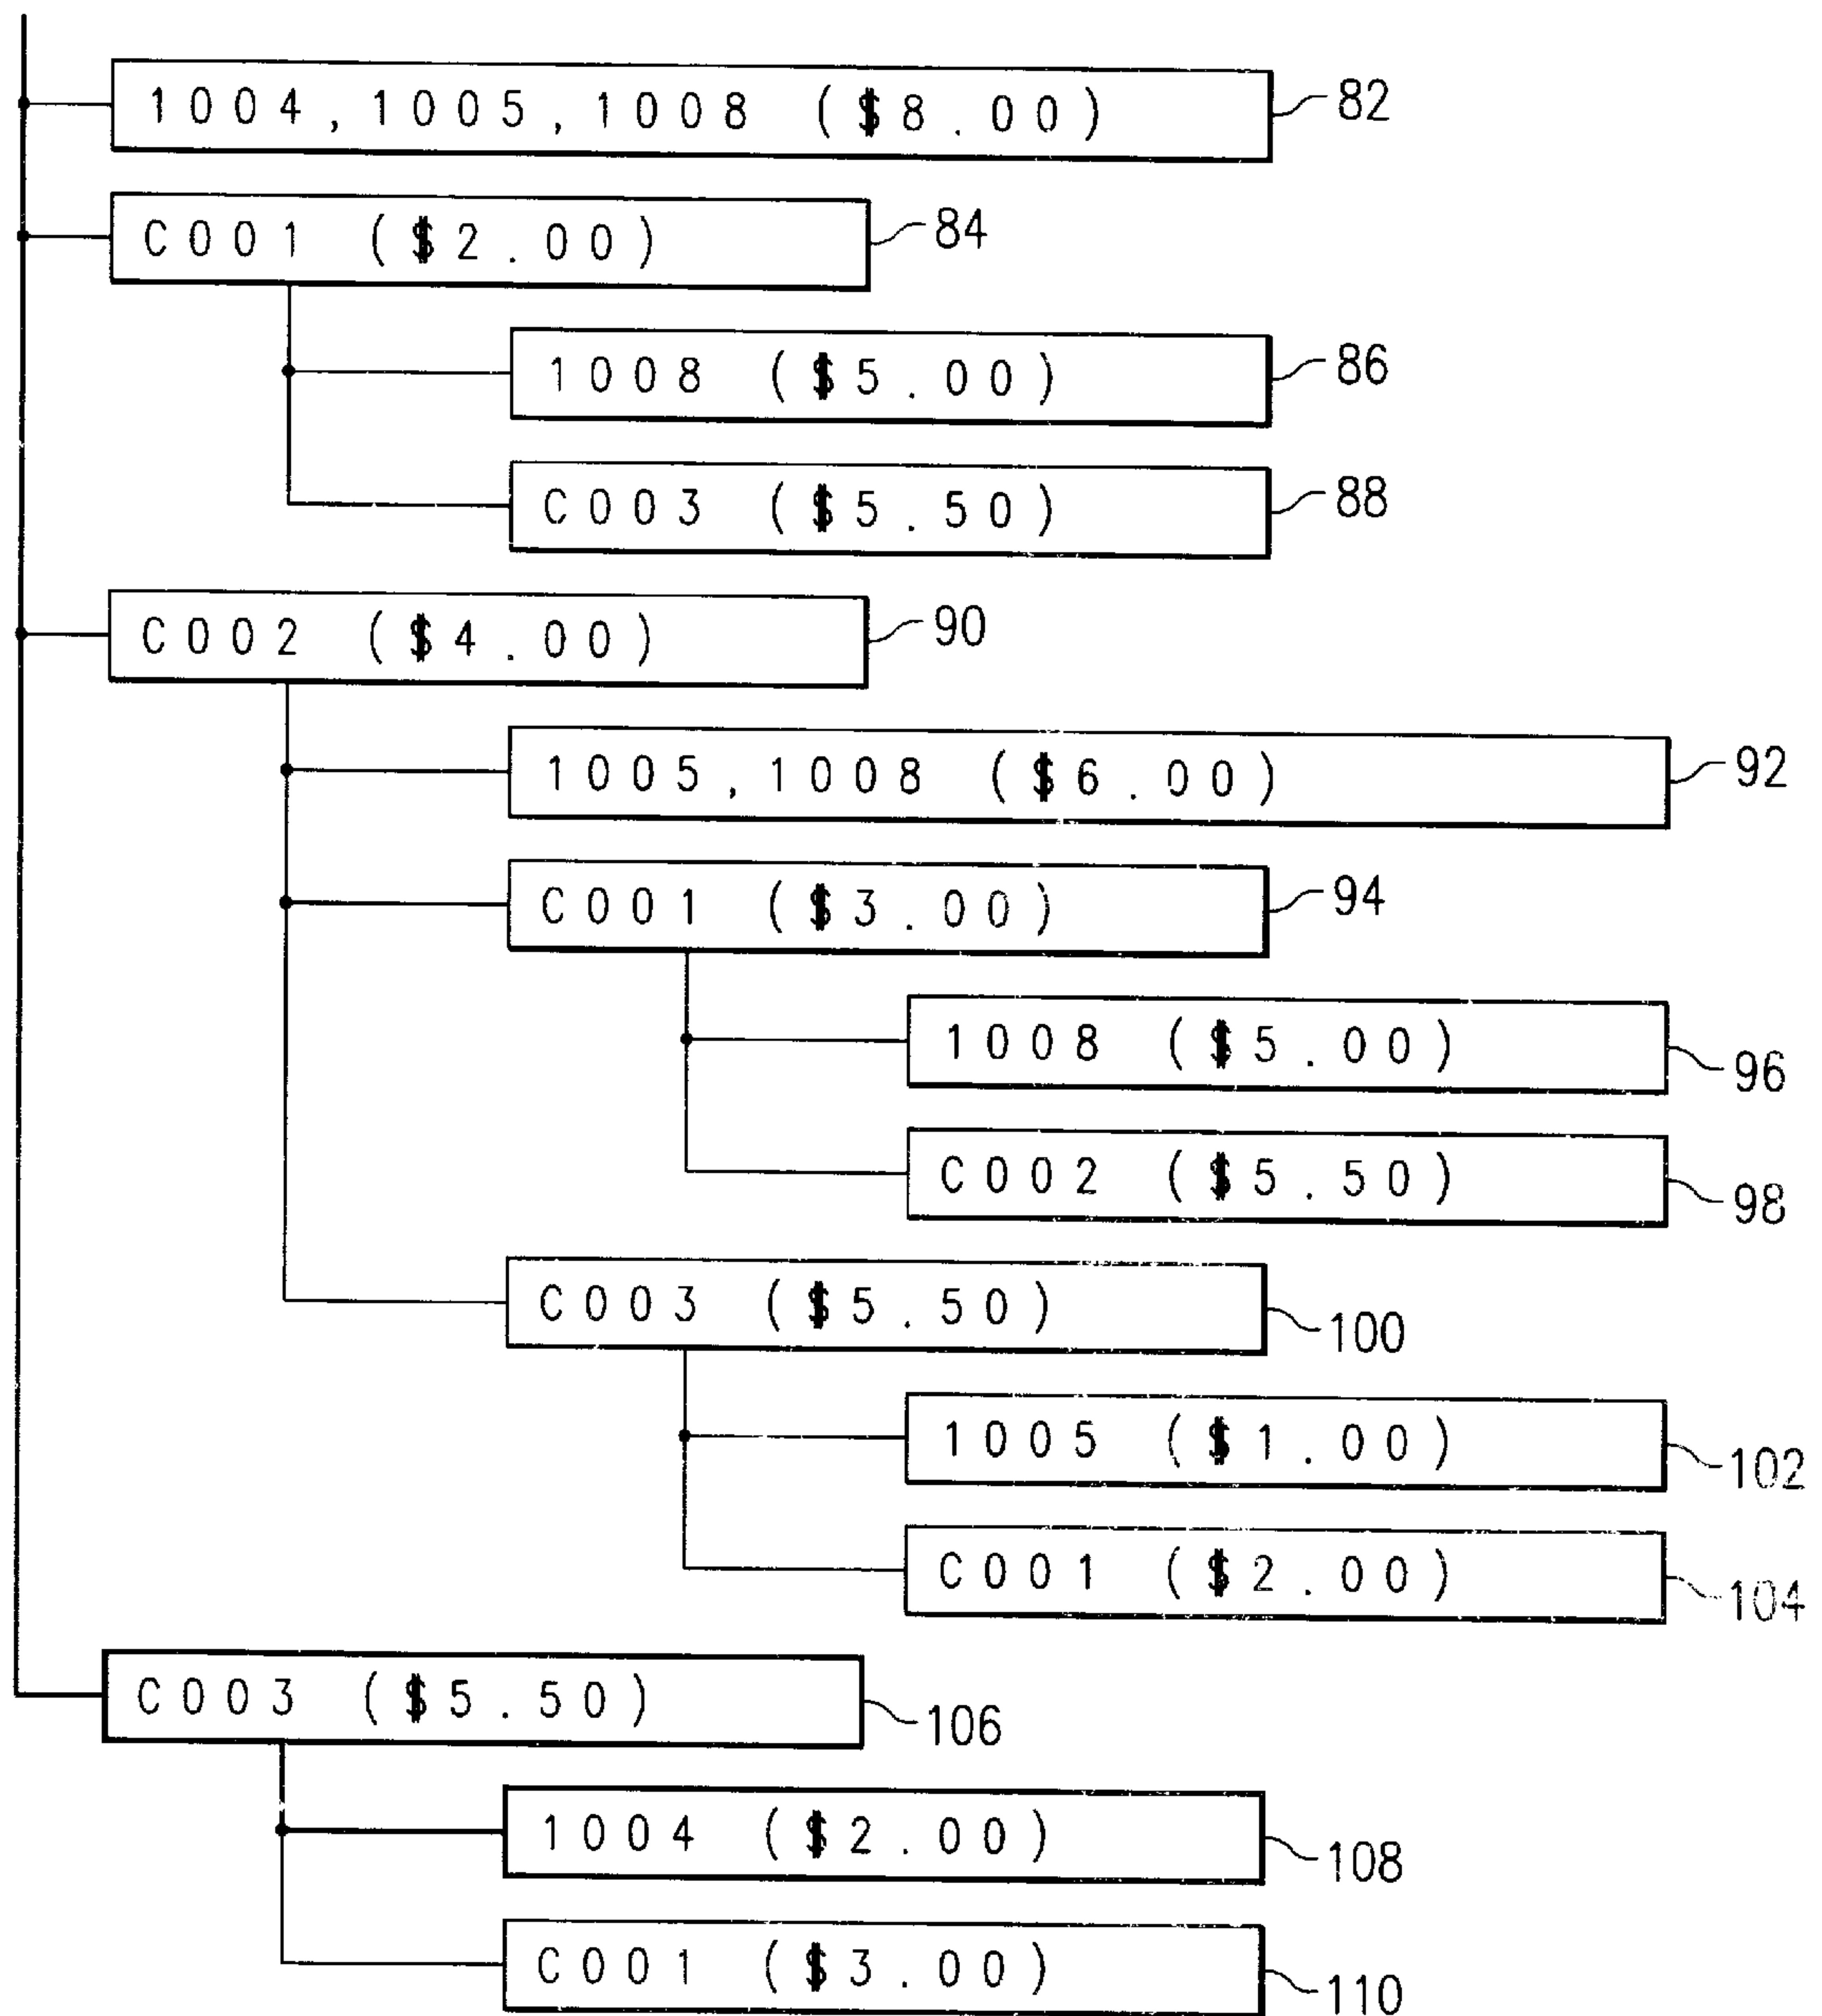 1004,1005,1008 ($8.00) 82
C001 ($2.00) 84
1008 ($5.00) 86
C003 ($5.50) 88
C002 ($4.00) 90
1005,1008 ($6.00) 92
C001 ($3.00) 94
1008 ($5.00) 96
C002 ($5.50) 98
C003 ($5.50) 100
1005 ($1.00) 102
C001 ($2.00) 104
C003 ($5.50) 106
1004 ($2.00) 108
C001 ($3.00) 110